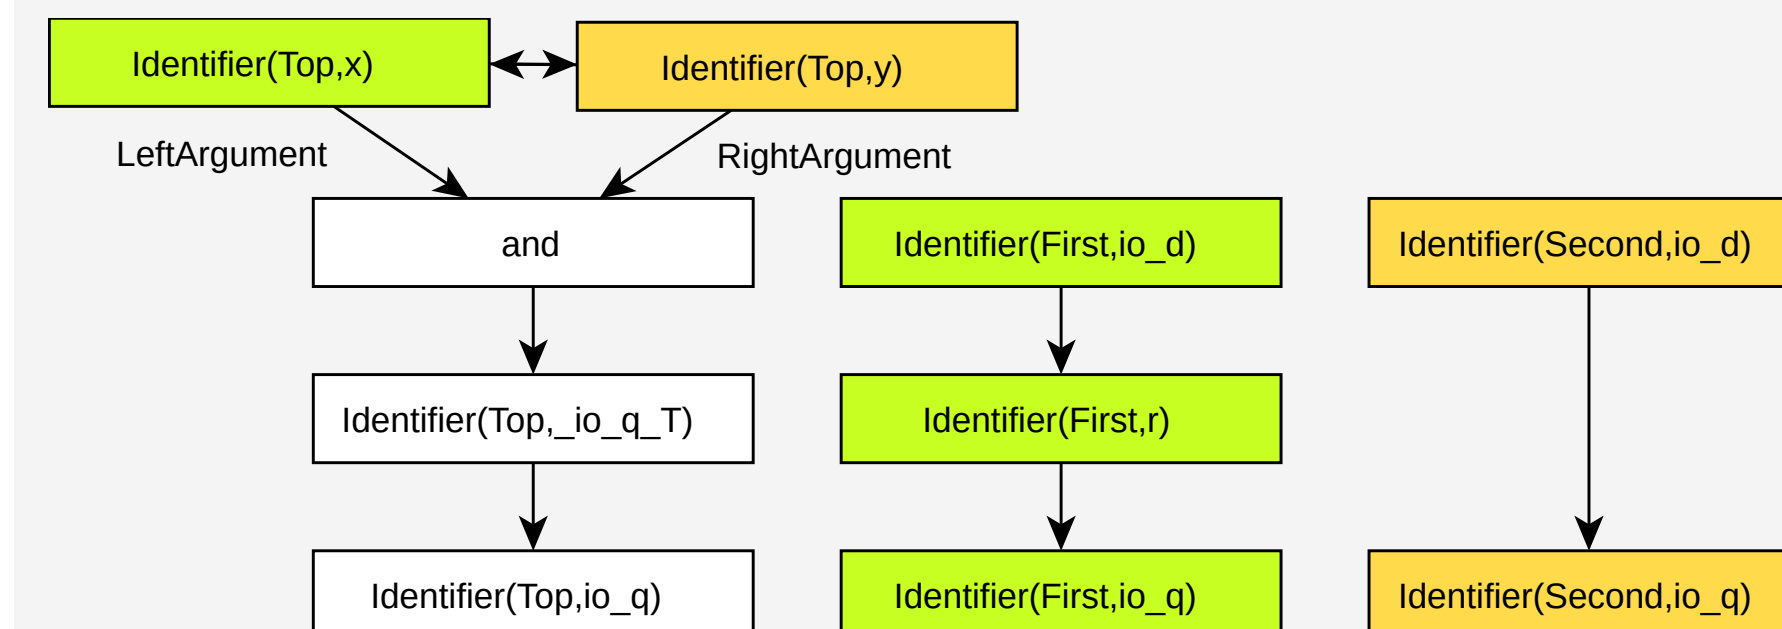 Identifier(Top,x)
Identifier(Top,y)
LeftArgument
RightArgument
and
Identifier(First,io_d)
Identifier(Second,io_d)
Identifier(Top,_io_q_T)
Identifier(First,r)
Identifier(Top,io_q)
Identifier(First,io_q)
Identifier(Second,io_q)